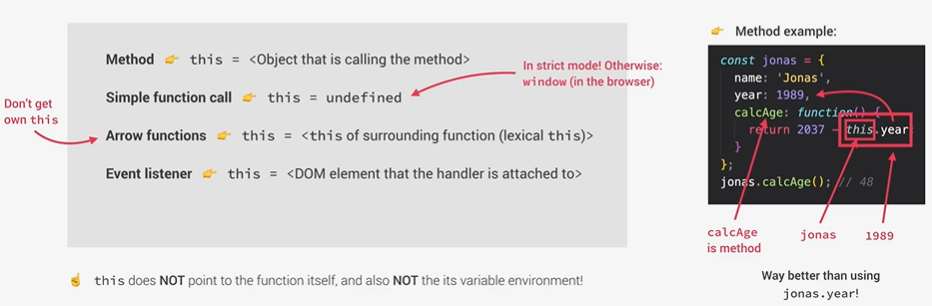 Method 👉 this = <Object that is calling the method>
In strict mode! Otherwise:
window (in the browser)
Simple function call 👉 this = undefined
Don't get
own this
Arrow functions 👉 this = <this of surrounding function (lexical this)>
Event listener 👉 this = <DOM element that the handler is attached to>
☝ this does NOT point to the function itself, and also NOT the its variable environment!
👉 Method example:
const jonas = {
name: 'Jonas',
year: 1989,
calcAge: function() {
return 2037 - this.year
}
};
jonas.calcAge(); // 48
calcAge
is method
jonas
1989
Way better than using
jonas.year!